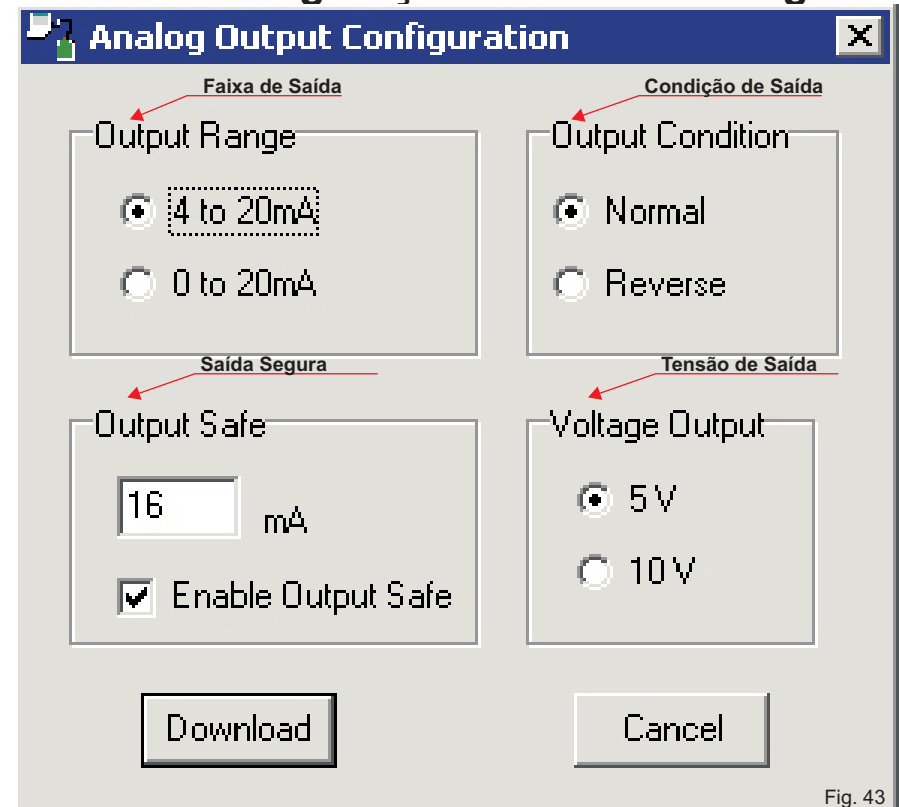 Analog Output Configuration
Faixa de Saída
Condição de Saída
Output Range
Output Condition
4 to 20mA
Normal
0 to 20mA
Reverse
Saída Segura
Tensão de Saída
Output Safe
Voltage Output
16 mA
5 V
Enable Output Safe
10 V
Download
Cancel
Fig. 43